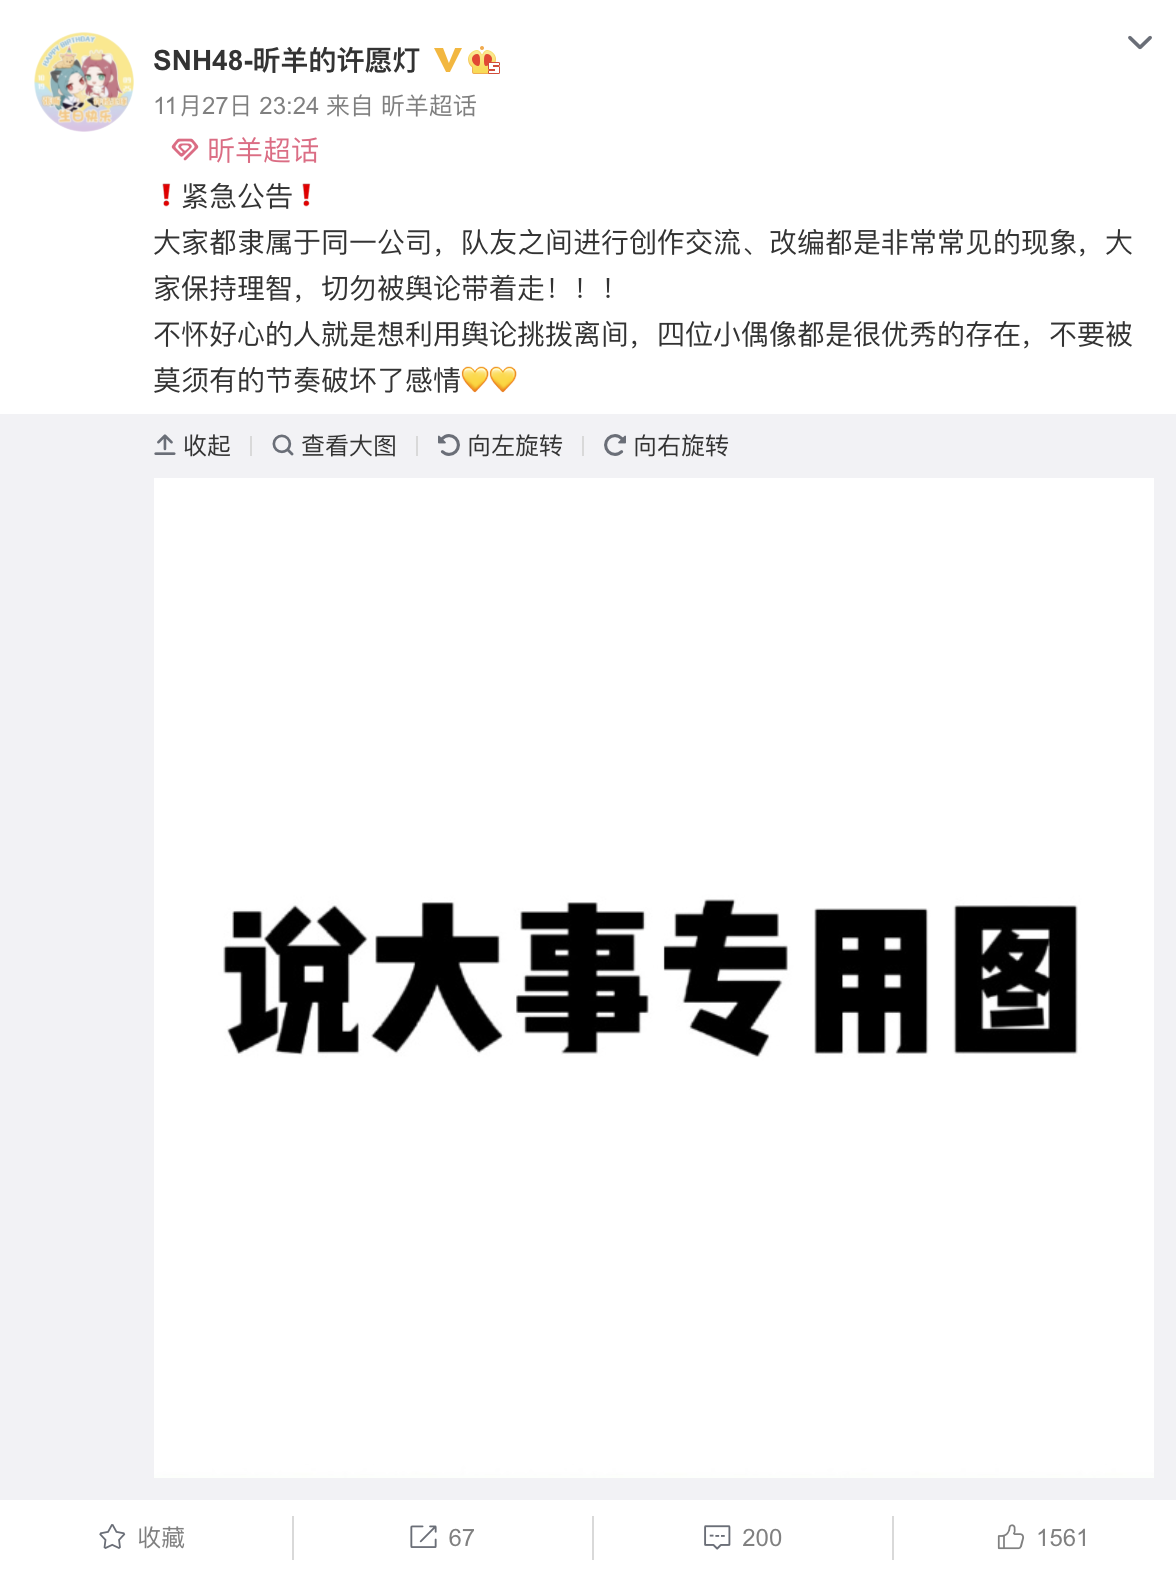 HAPPY BIRTHDAY
生日快乐
SNH48-昕羊的许愿灯
5
11月27日 23:24 来自 昕羊超话
昕羊超话
❗紧急公告❗
大家都隶属于同一公司，队友之间进行创作交流、改编都是非常常见的现象，大
家保持理智，切勿被舆论带着走！！！
不怀好心的人就是想利用舆论挑拨离间，四位小偶像都是很优秀的存在，不要被
莫须有的节奏破坏了感情💛💛
收起 查看大图 向左旋转 向右旋转
说大事专用图
收藏 67 200 1561